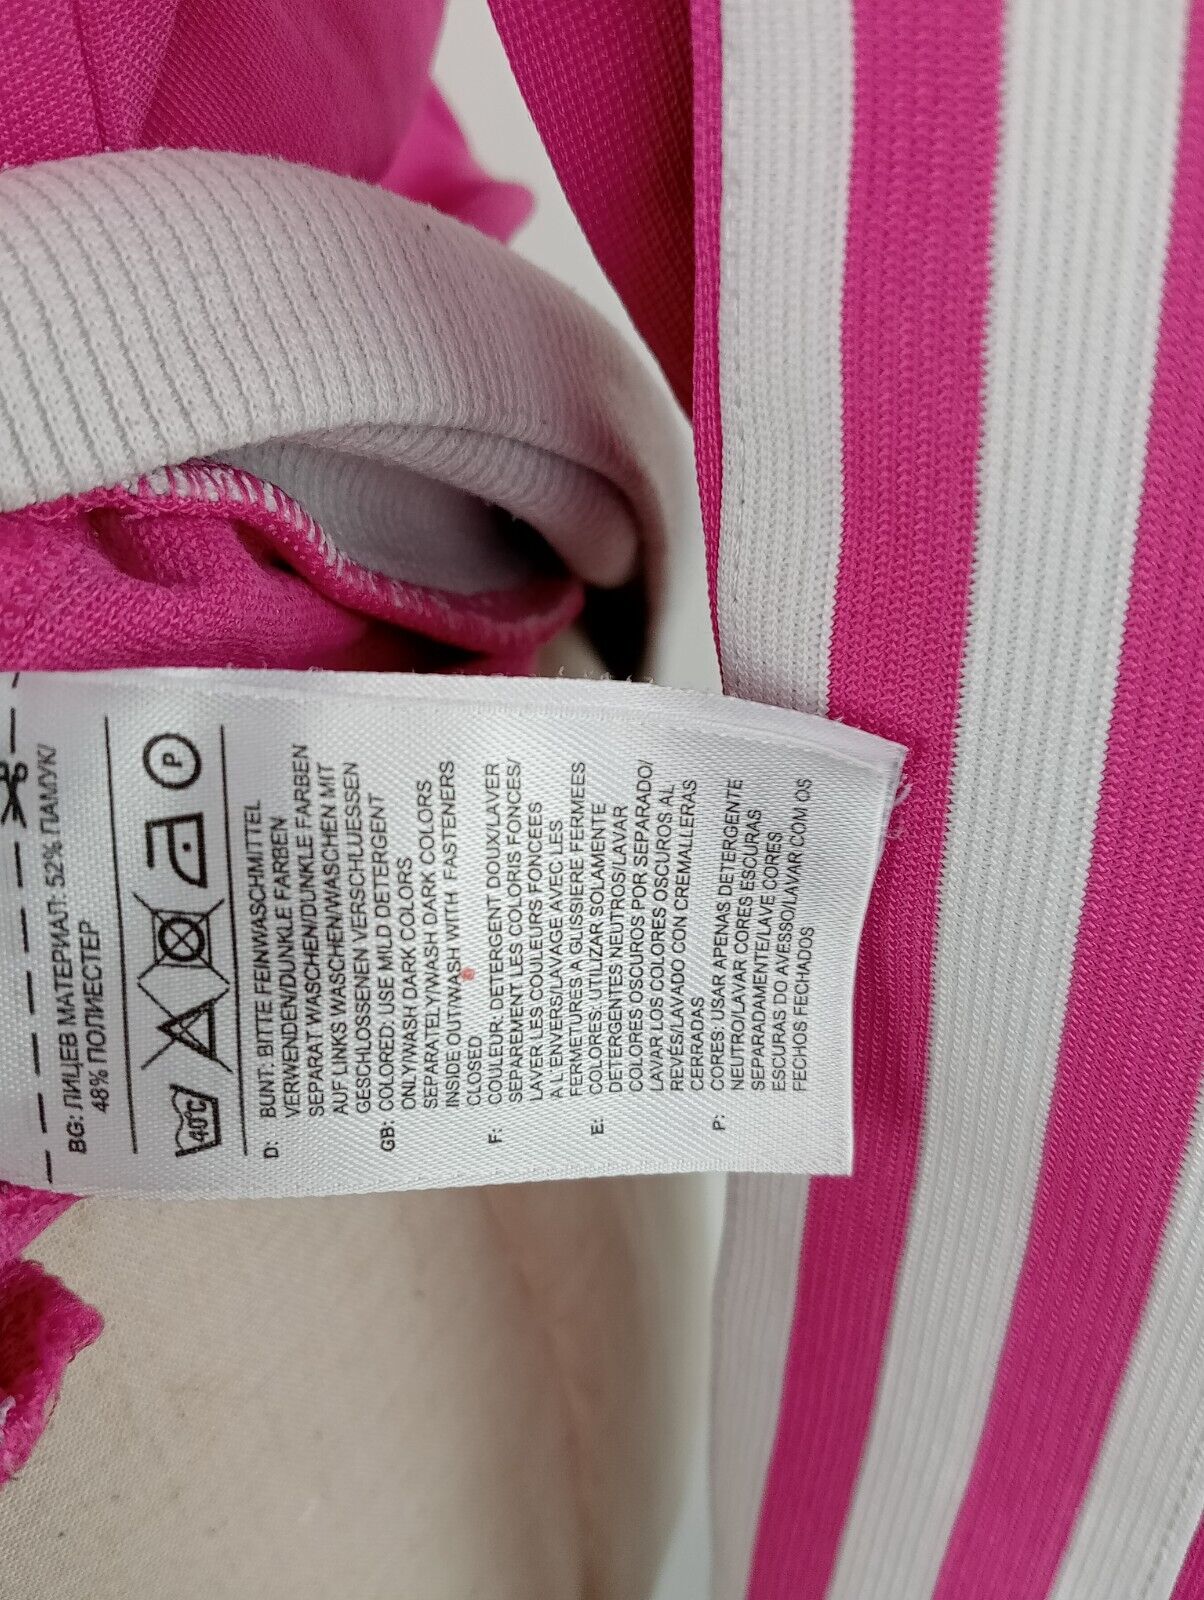 BG: ЛИЦЕВ МАТЕРИАЛ: 52% ПАМУК/
48% ПОЛИЕСТЕР
40°C
P
D: BUNT: BITTE FEINWASCHMITTEL
VERWENDEN/DUNKLE FARBEN
SEPARAT WASCHEN/DUNKLE FARBEN
AUF LINKS WASCHEN/WASCHEN MIT
GESCHLOSSENEN VERSCHLUESSEN
GB: COLORED: USE MILD DETERGENT
ONLY/WASH DARK COLORS
SEPARATELY/WASH DARK COLORS
INSIDE OUT/WASH WITH FASTENERS
CLOSED
F: COULEUR: DETERGENT DOUX/LAVER
SEPAREMENT LES COLORIS FONCES/
LAVER LES COULEURS FONCEES
A L'ENVERS/LAVAGE AVEC LES
FERMETURES A GLISSIERE FERMEES
E: COLORES: UTILIZAR SOLAMENTE
DETERGENTES NEUTROS/LAVAR
COLORES OSCUROS POR SEPARADO/
LAVAR LOS COLORES OSCUROS AL
REVÉS/LAVADO CON CREMALLERAS
CERRADAS
P: CORES: USAR APENAS DETERGENTE
NEUTRO/LAVAR CORES ESCURAS
SEPARADAMENTE/LAVE CORES
ESCURAS DO AVESSO/LAVAR COM OS
FECHOS FECHADOS